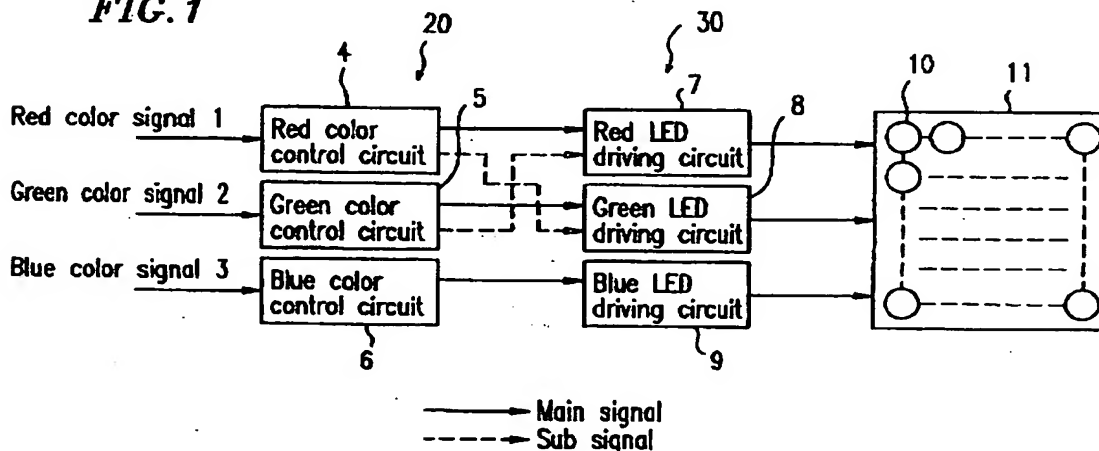 FIG. 1
20
30
4
5
7
8
10
11
Red color signal 1
Red color
control circuit
Red LED
driving circuit
Green color signal 2
Green color
control circuit
Green LED
driving circuit
Blue color signal 3
Blue color
control circuit
Blue LED
driving circuit
6
9
Main signal
Sub signal